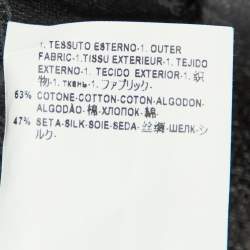 1. TESSUTO ESTERNO-1. OUTER
FABRIC-1.TISSU EXTERIEUR-1. TEJIDO
EXTERNO-1. TECIDO EXTERIOR-1. 织
物-1. ткань-1. ファブリック-
63% COTONE-COTTON-COTON-ALGODON-
ALGODÃO-棉-ХЛОПОК-綿-
47% SETA-SILK-SOIE-SEDA-丝绸-ШЕЛК-シ
ルク-